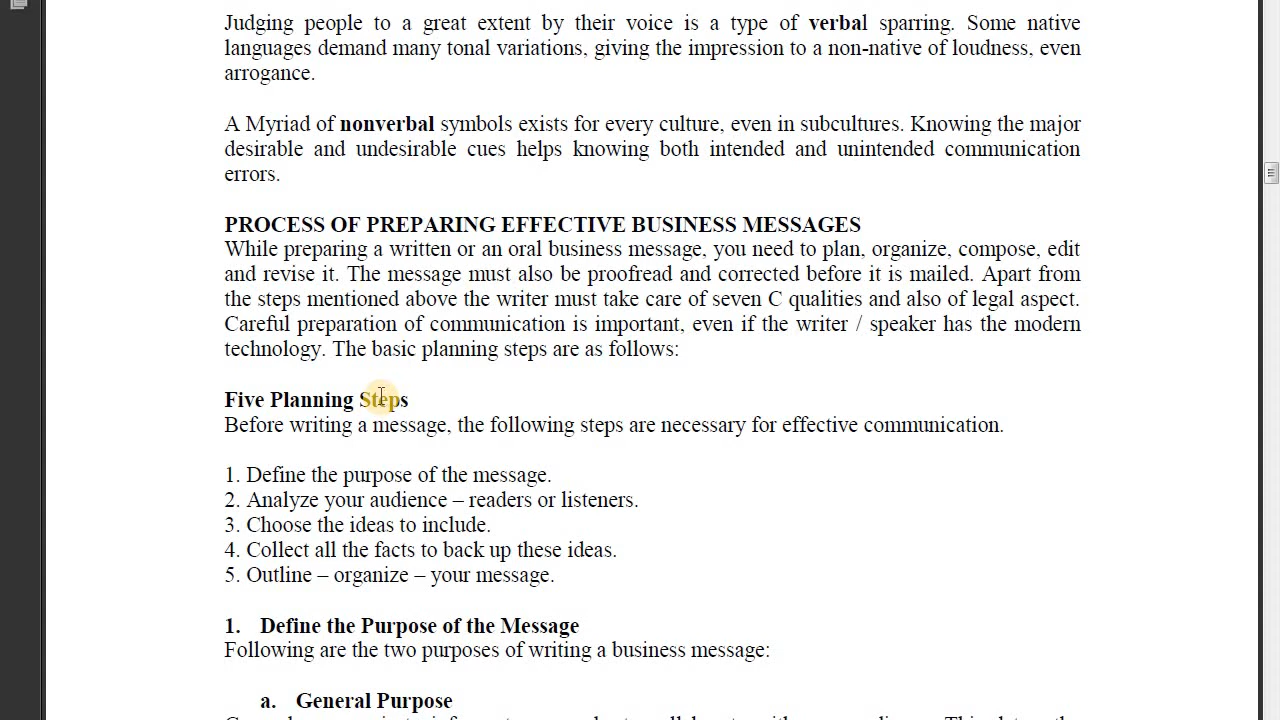 Judging people to a great extent by their voice is a type of verbal sparring. Some native
languages demand many tonal variations, giving the impression to a non-native of loudness, even
arrogance.
A Myriad of nonverbal symbols exists for every culture, even in subcultures. Knowing the major
desirable and undesirable cues helps knowing both intended and unintended communication
errors.
PROCESS OF PREPARING EFFECTIVE BUSINESS MESSAGES
While preparing a written or an oral business message, you need to plan, organize, compose, edit
and revise it. The message must also be proofread and corrected before it is mailed. Apart from
the steps mentioned above the writer must take care of seven C qualities and also of legal aspect.
Careful preparation of communication is important, even if the writer / speaker has the modern
technology. The basic planning steps are as follows:
Five Planning Steps
Before writing a message, the following steps are necessary for effective communication.
1. Define the purpose of the message.
2. Analyze your audience – readers or listeners.
3. Choose the ideas to include.
4. Collect all the facts to back up these ideas.
5. Outline – organize – your message.
1. Define the Purpose of the Message
Following are the two purposes of writing a business message:
a. General Purpose